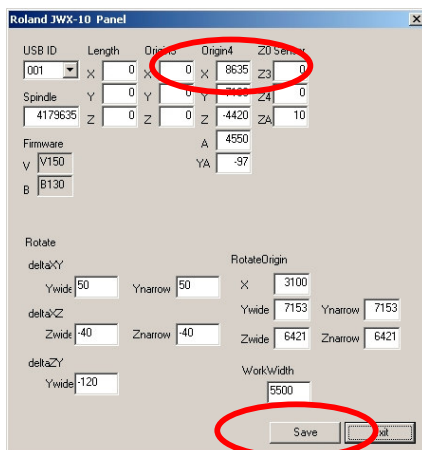 Roland JWX-10 Panel
USB ID Length Origin3 Origin4 Z0 Sensor
001 X 0 X 0 X 8635 Z3 0
Spindle Y 0 Y 0 Y Z4 0
4179635 Z 0 Z 0 Z -4420 ZA 10
Firmware A 4550
V V150 YA -97
B B130
Rotate
deltaXY RotateOrigin
Ywide 50 Ynarrow 50 X 3100
deltaXZ Ywide 7153 Ynarrow 7153
Zwide -40 Znarrow -40 Zwide 6421 Znarrow 6421
deltaZY WorkWidth
Ywide -120 5500
Save Exit